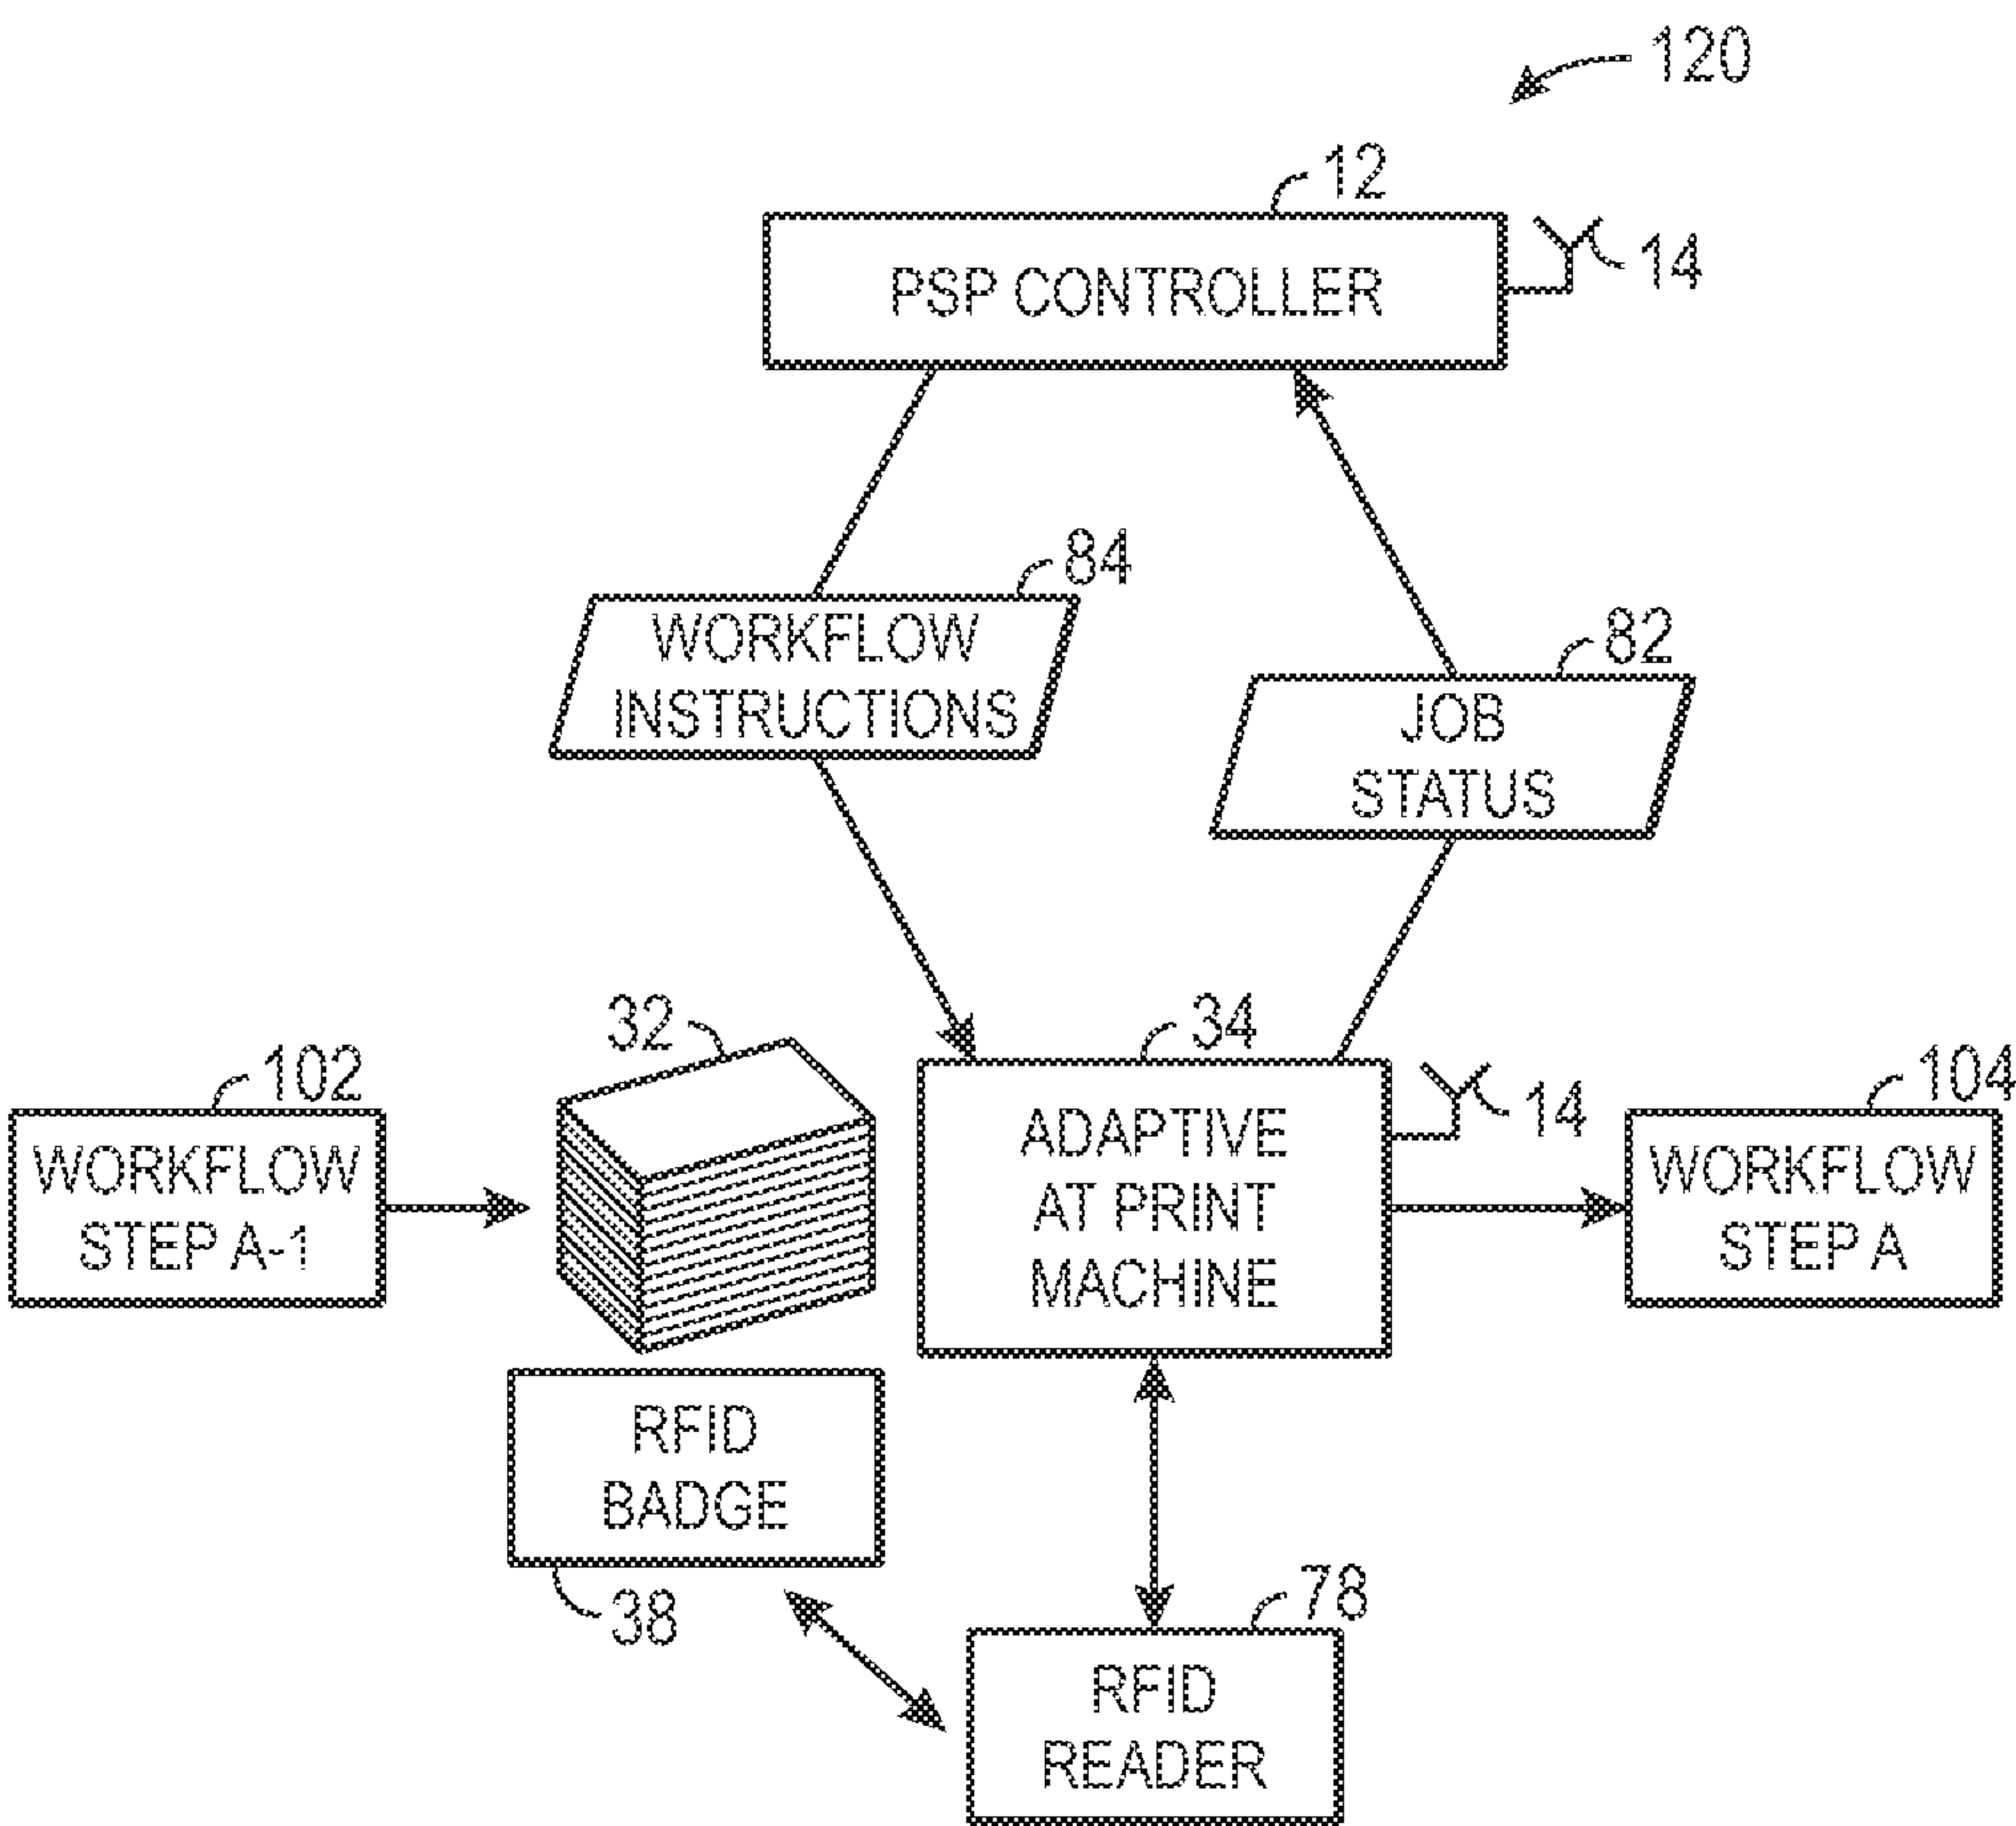 120
12
PSP CONTROLLER
14
84
WORKFLOW
INSTRUCTIONS
82
JOB
STATUS
32
34
102
WORKFLOW
STEP A-1
ADAPTIVE
AT PRINT
MACHINE
14
104
WORKFLOW
STEP A
RFID
BADGE
38
78
RFID
READER